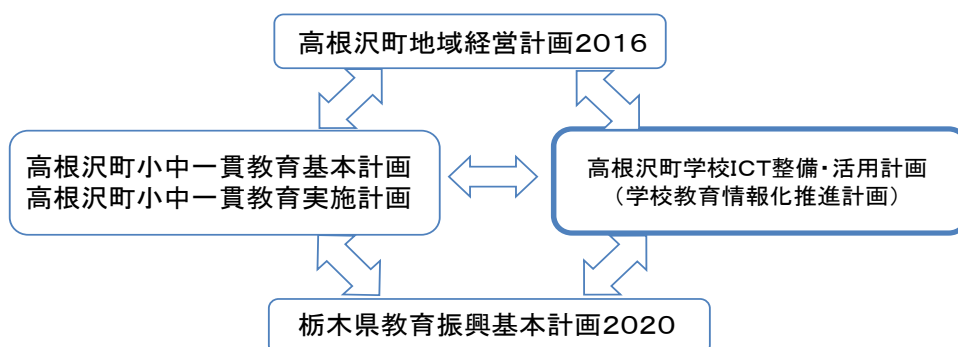 高根沢町地域経営計画2016
高根沢町小中一貫教育基本計画
高根沢町小中一貫教育実施計画
高根沢町学校ICT整備・活用計画
（学校教育情報化推進計画）
栃木県教育振興基本計画2020